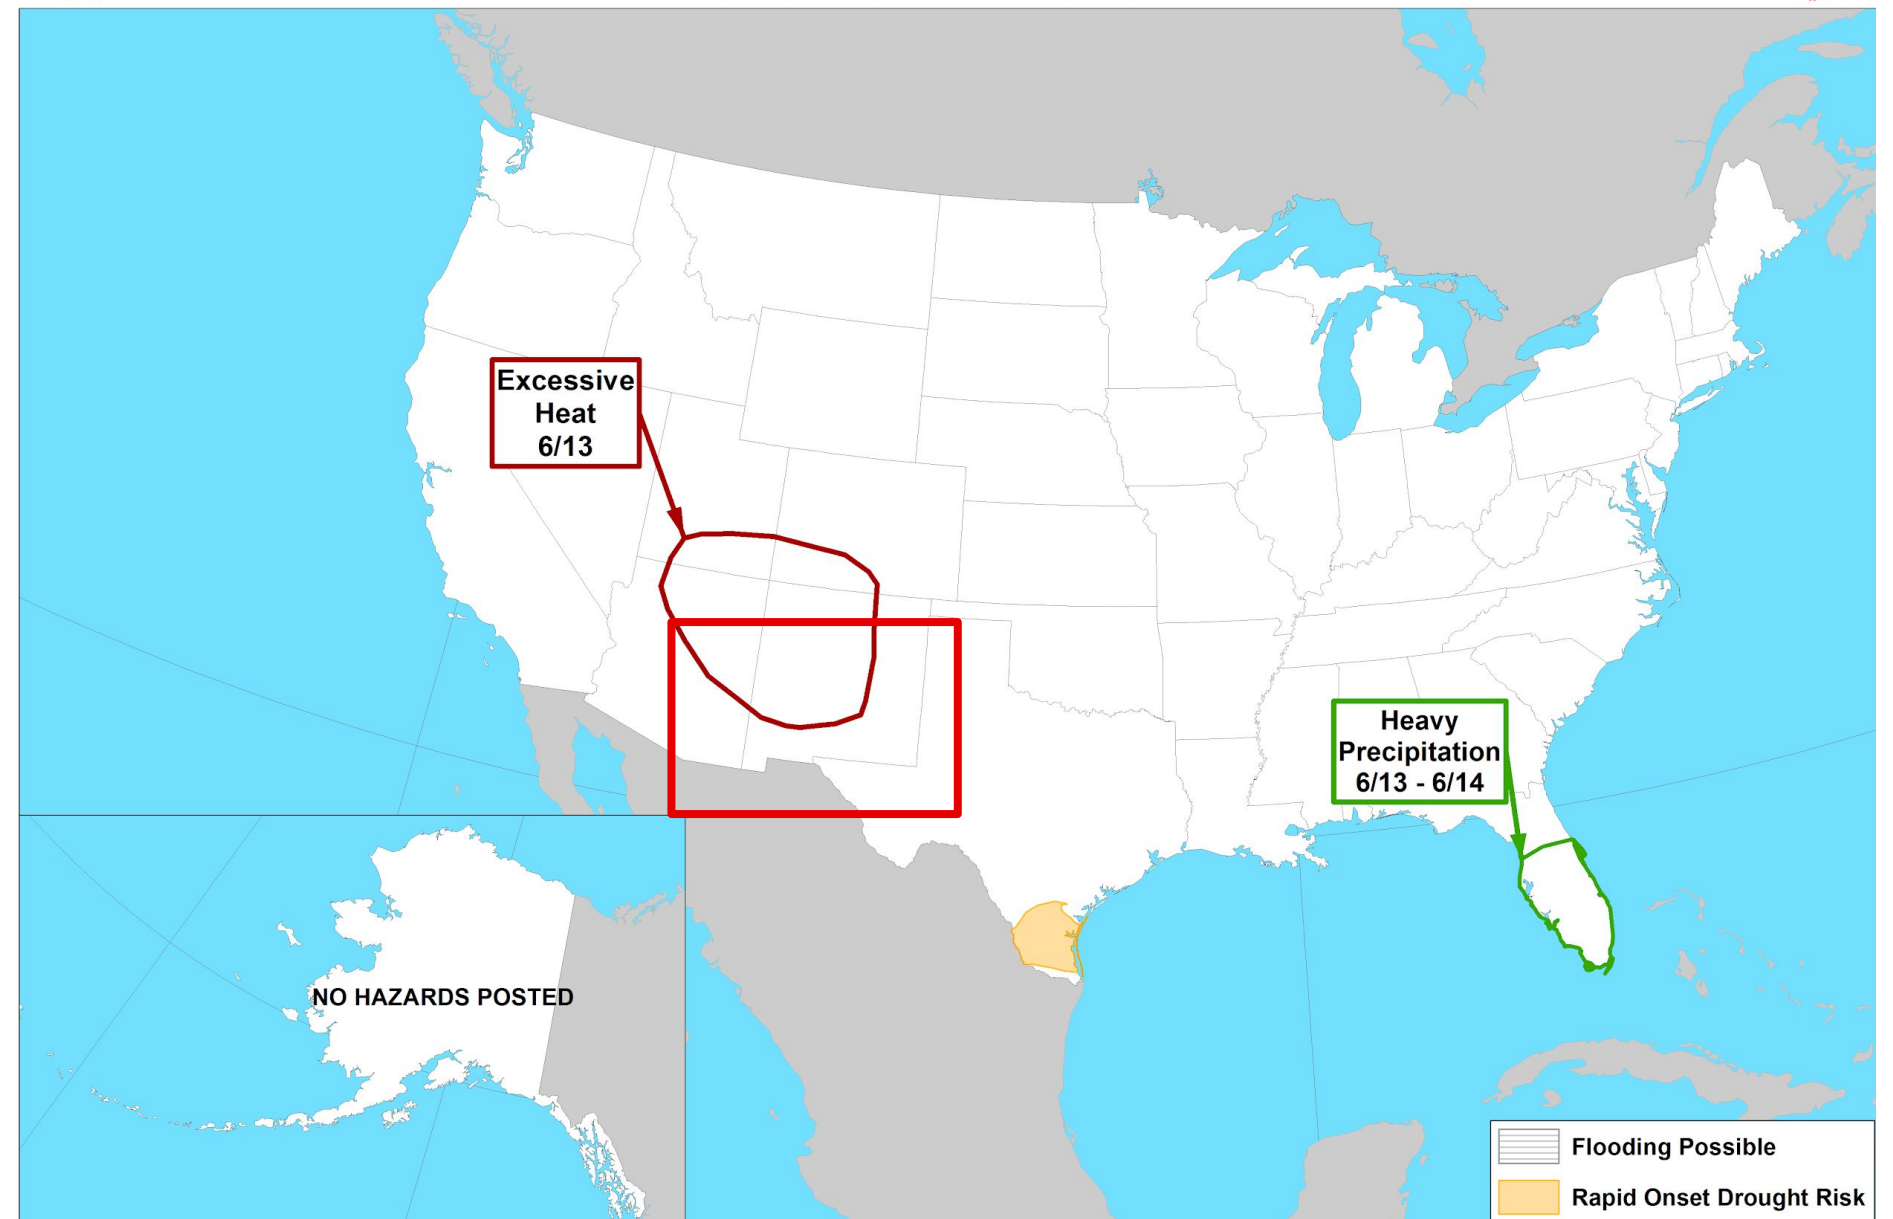 Excessive
Heat
6/13
Heavy
Precipitation
6/13 - 6/14
NO HAZARDS POSTED
Flooding Possible
Rapid Onset Drought Risk